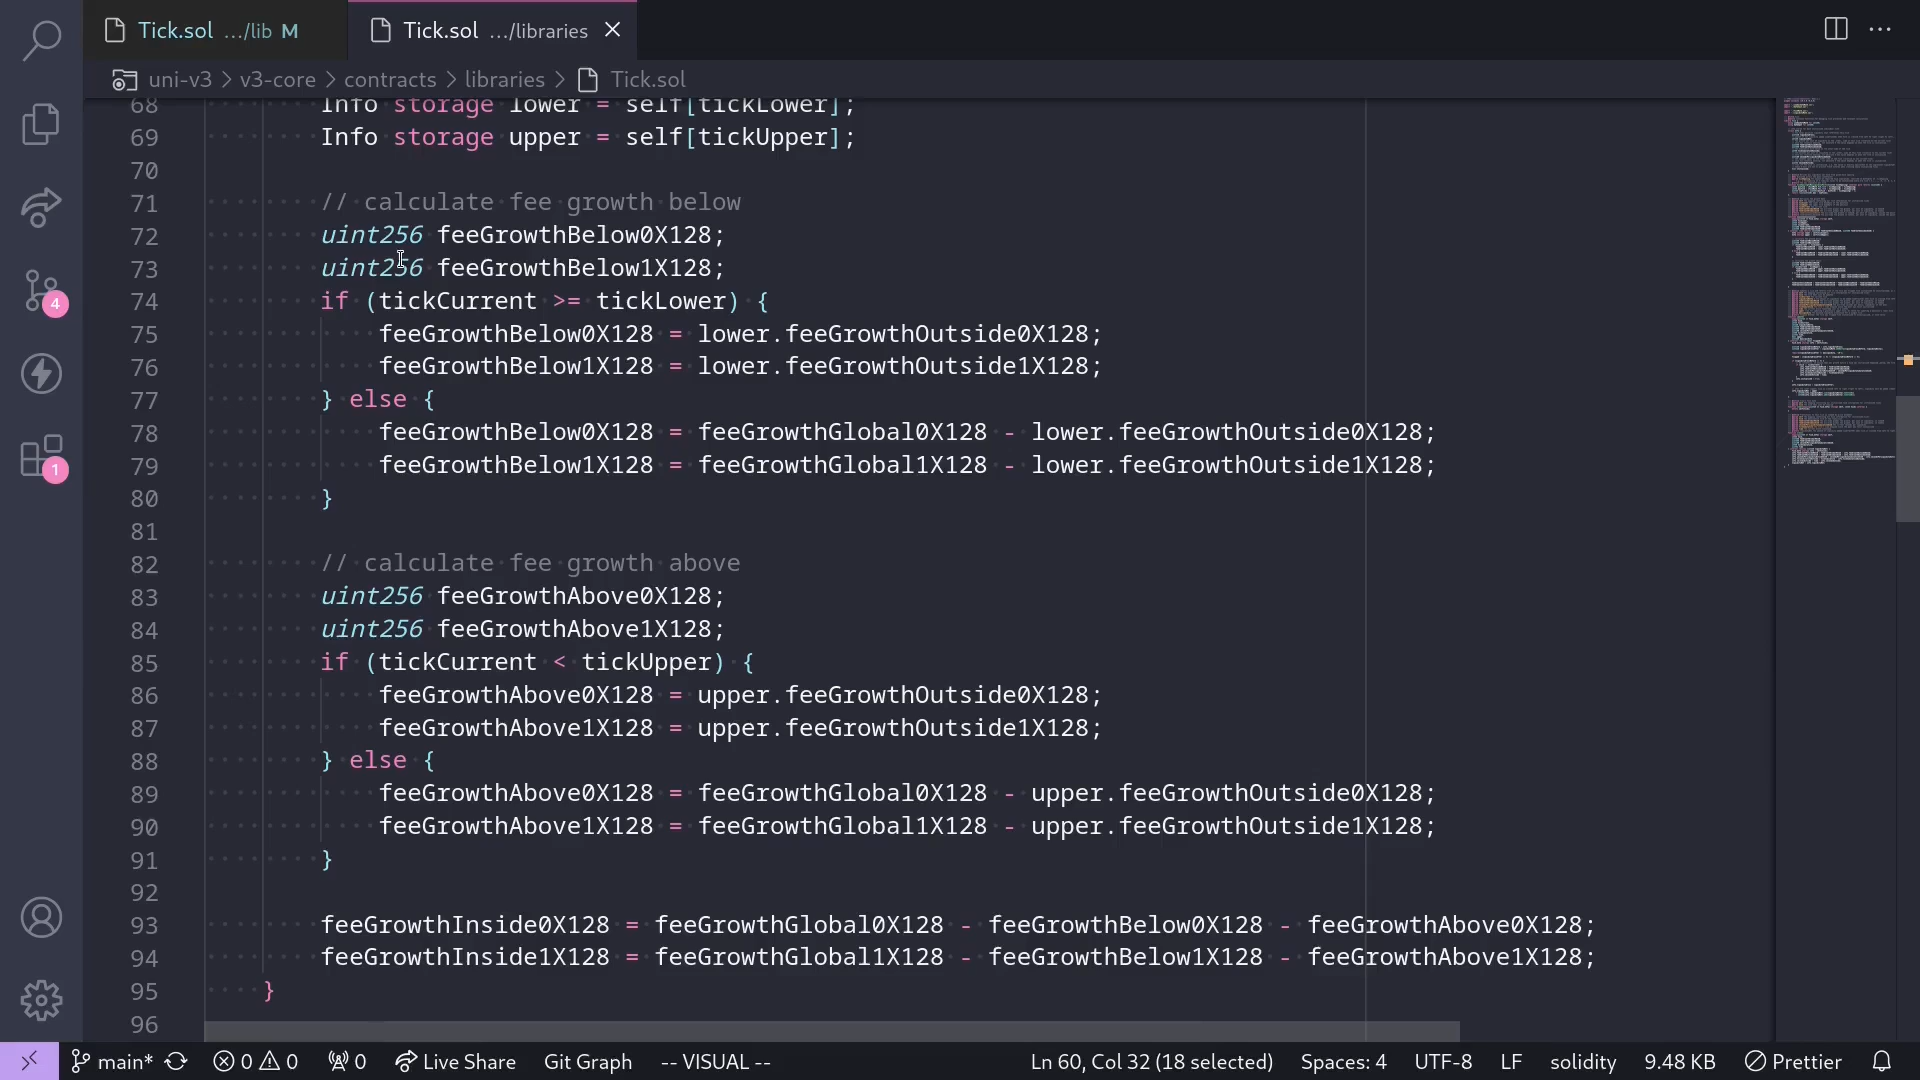 Tick.sol .../lib M
Tick.sol .../libraries
uni-v3 > v3-core > contracts > libraries > Tick.sol
68 Info storage lower = self[tickLower];
69 Info storage upper = self[tickUpper];
70
71 // calculate fee growth below
72 uint256 feeGrowthBelow0X128;
73 uint256 feeGrowthBelow1X128;
74 if (tickCurrent >= tickLower) {
75 feeGrowthBelow0X128 = lower.feeGrowthOutside0X128;
76 feeGrowthBelow1X128 = lower.feeGrowthOutside1X128;
77 } else {
78 feeGrowthBelow0X128 = feeGrowthGlobal0X128 - lower.feeGrowthOutside0X128;
79 feeGrowthBelow1X128 = feeGrowthGlobal1X128 - lower.feeGrowthOutside1X128;
80 }
81
82 // calculate fee growth above
83 uint256 feeGrowthAbove0X128;
84 uint256 feeGrowthAbove1X128;
85 if (tickCurrent < tickUpper) {
86 feeGrowthAbove0X128 = upper.feeGrowthOutside0X128;
87 feeGrowthAbove1X128 = upper.feeGrowthOutside1X128;
88 } else {
89 feeGrowthAbove0X128 = feeGrowthGlobal0X128 - upper.feeGrowthOutside0X128;
90 feeGrowthAbove1X128 = feeGrowthGlobal1X128 - upper.feeGrowthOutside1X128;
91 }
92
93 feeGrowthInside0X128 = feeGrowthGlobal0X128 - feeGrowthBelow0X128 - feeGrowthAbove0X128;
94 feeGrowthInside1X128 = feeGrowthGlobal1X128 - feeGrowthBelow1X128 - feeGrowthAbove1X128;
95 }
96
4
1
main* 0 0 0 Live Share Git Graph -- VISUAL -- Ln 60, Col 32 (18 selected) Spaces: 4 UTF-8 LF solidity 9.48 KB Prettier